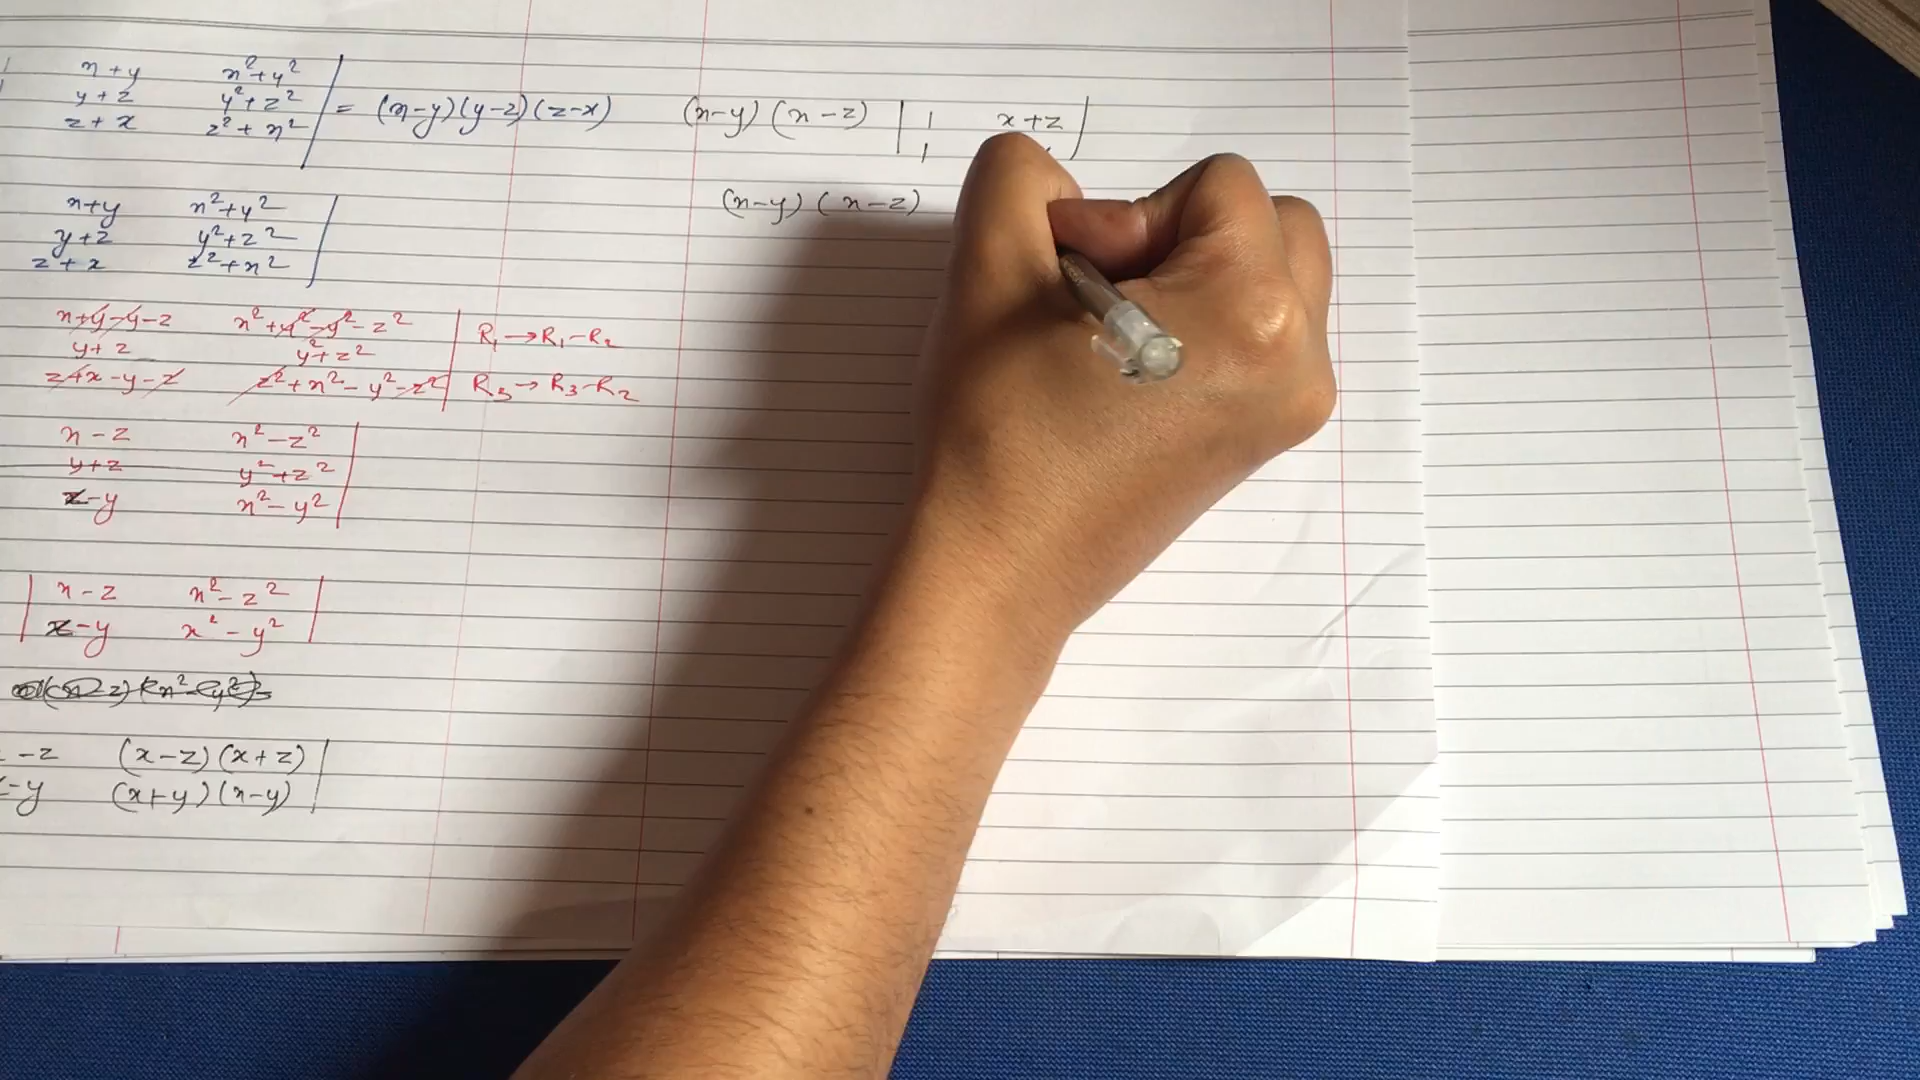 x+y x²+y²
y+z y²+z² = (x-y)(y-z)(z-x)
z+x z²+x²
x+y x²+y²
y+z y²+z²
z+x z²+x²
x+y-y-z x²+y²-y²-z² R₁→R₁-R₂
y+z y²+z²
z+x-y-z z²+x²-y²-z² R₃→R₃-R₂
x-z x²-z²
y+z y²+z²
x-y x²-y²
x-z x²-z²
x-y x²-y²
-z (x-z)(x+z)
-y (x+y)(x-y)
(x-y)(x-z) | 1 x+z |
1
(x-y)(x-z)